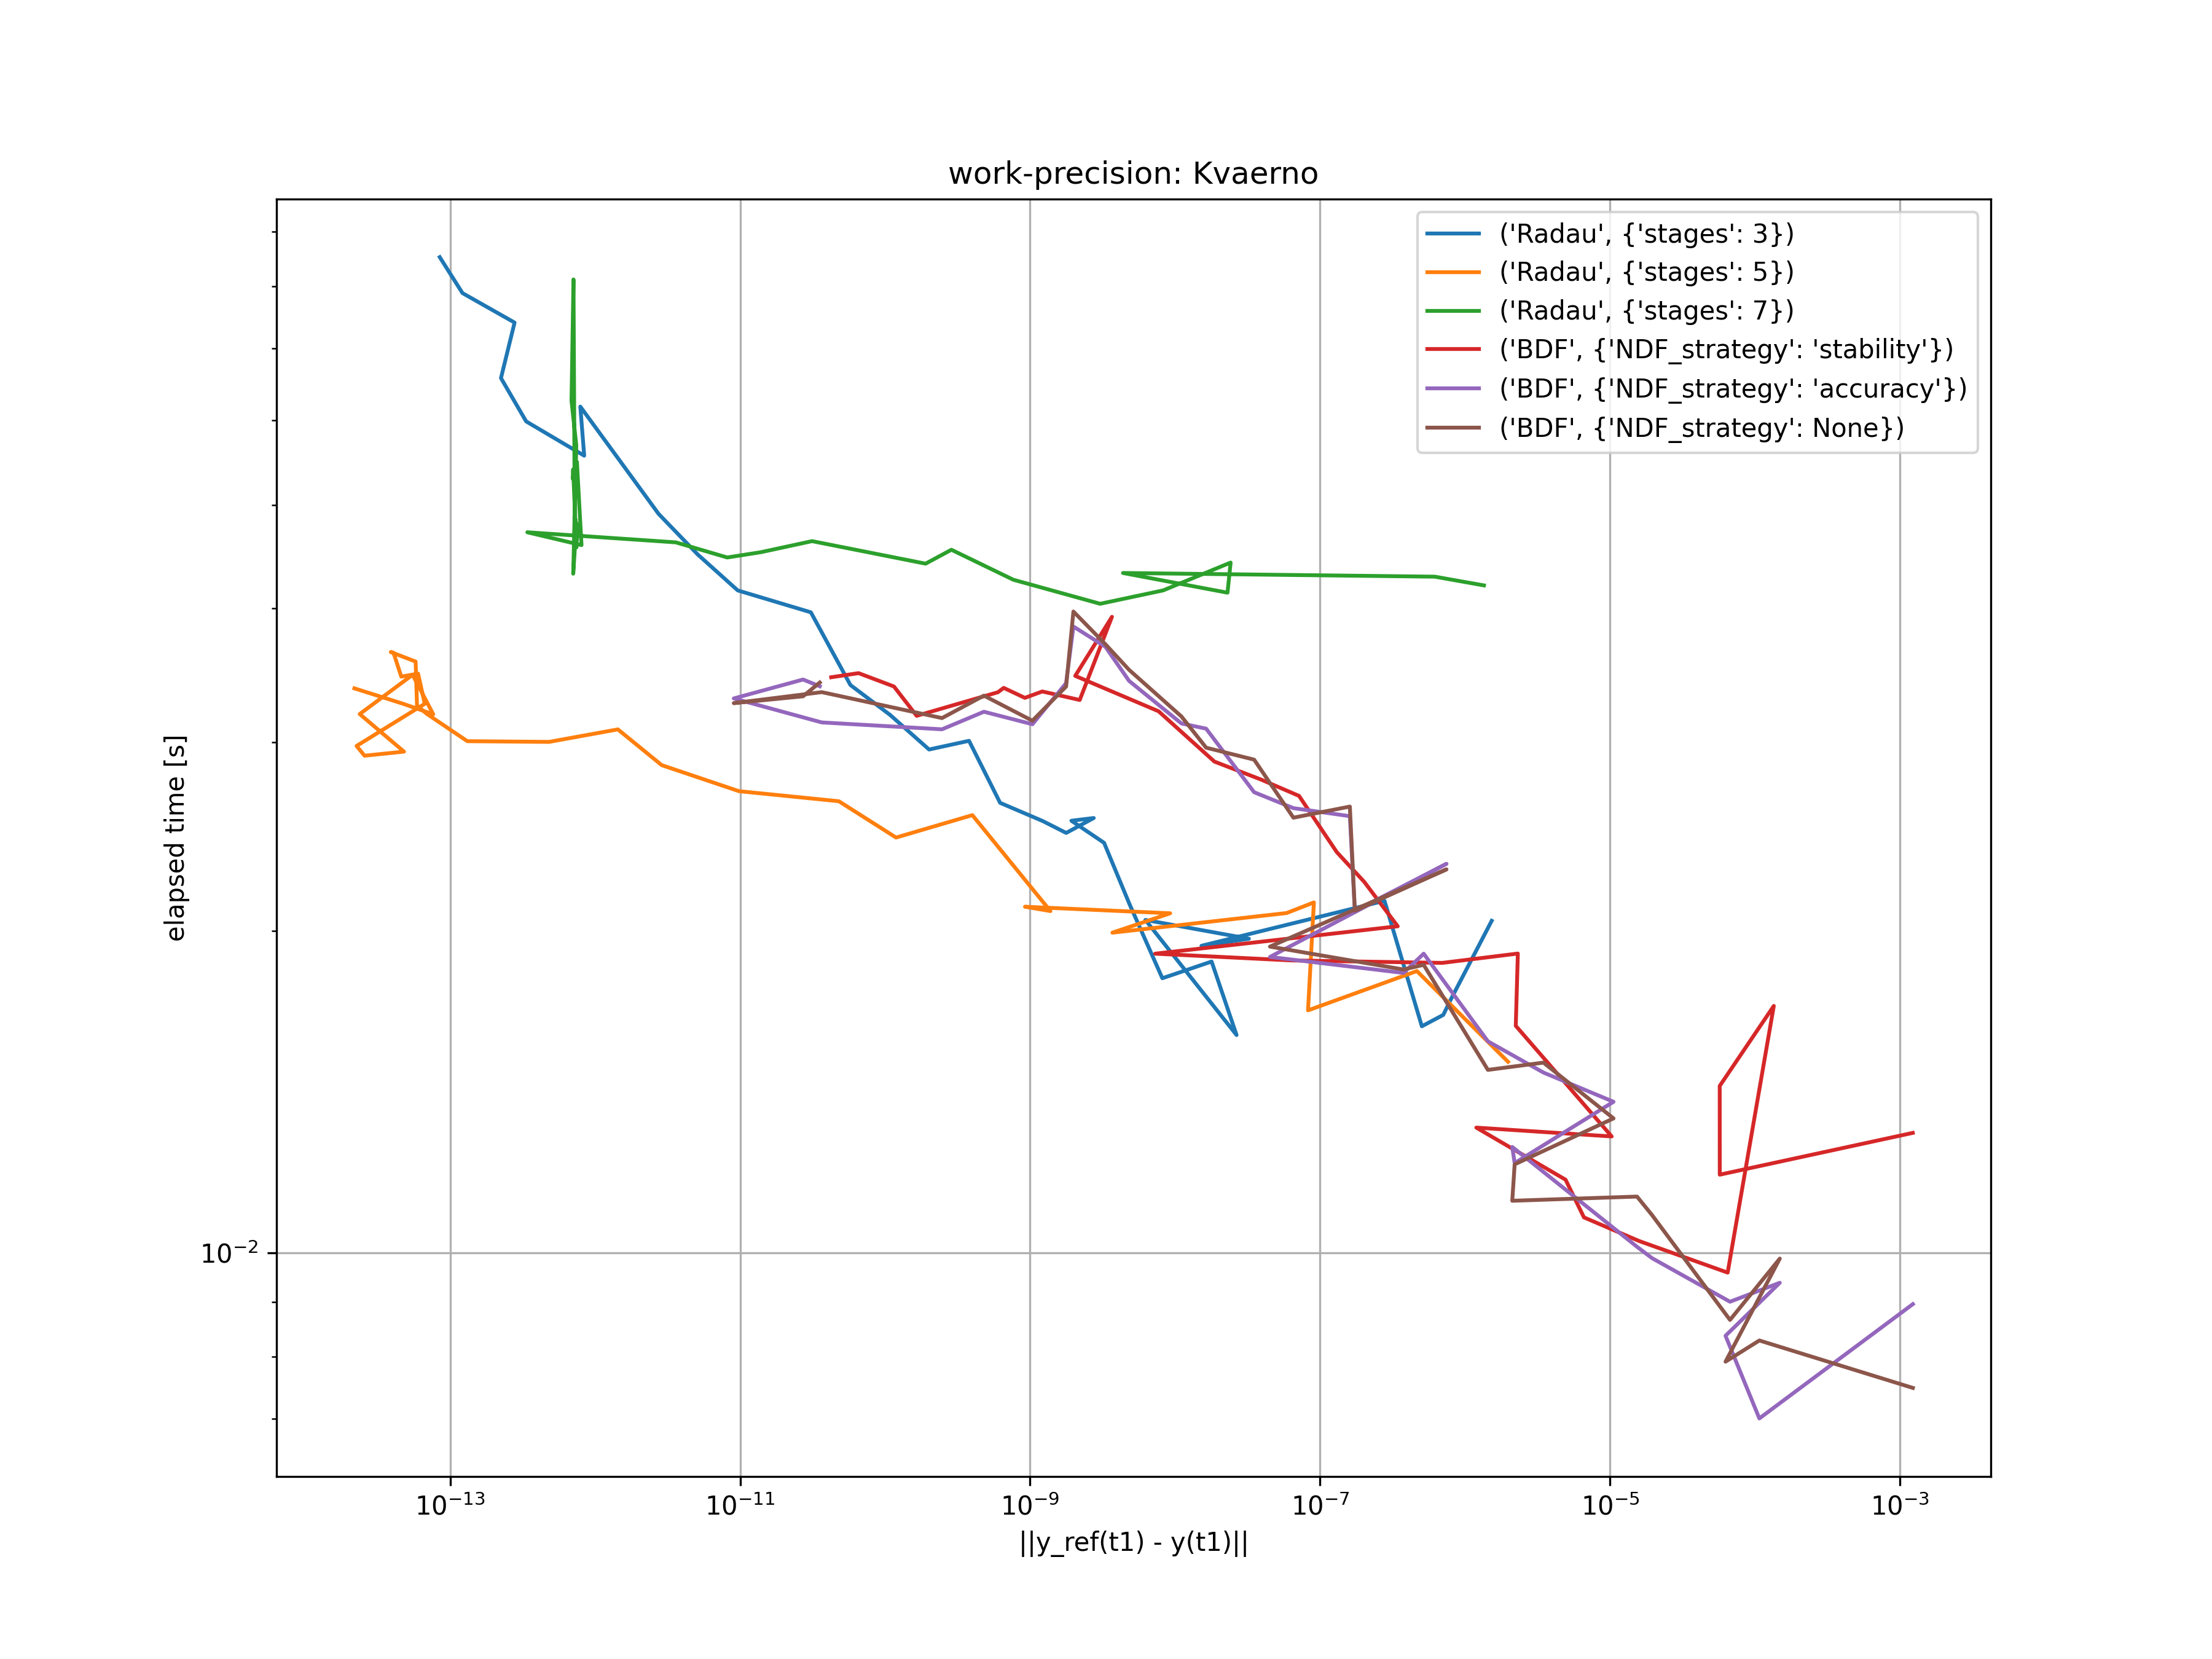 work-precision: Kvaerno
('Radau', {'stages': 3})
('Radau', {'stages': 5})
('Radau', {'stages': 7})
('BDF', {'NDF_strategy': 'stability'})
('BDF', {'NDF_strategy': 'accuracy'})
('BDF', {'NDF_strategy': None})
elapsed time [s]
10⁻²
10⁻¹³ 10⁻¹¹ 10⁻⁹ 10⁻⁷ 10⁻⁵ 10⁻³
||y_ref(t1) - y(t1)||